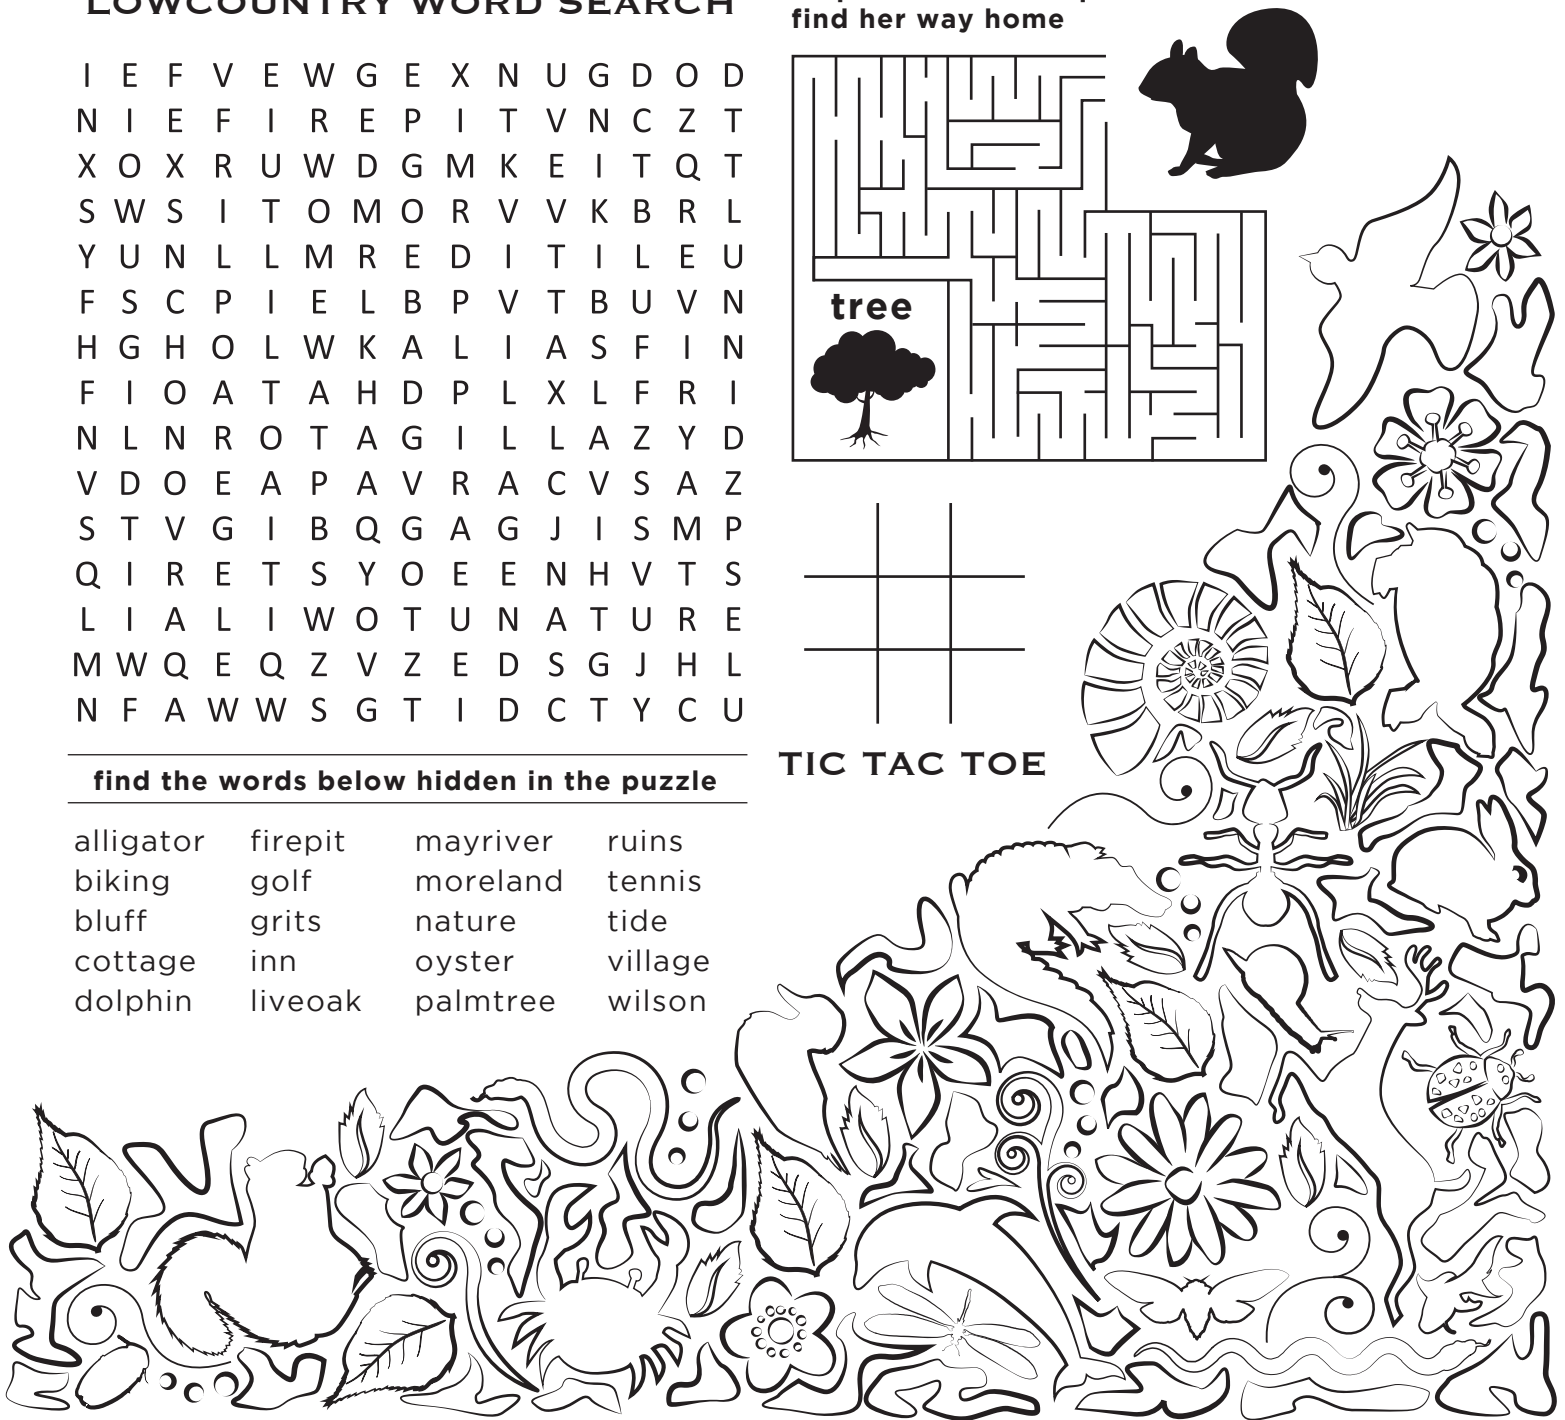 LOWCOUNTRY WORD SEARCH
I E F V E W G E X N U G D O D
N I E F I R E P I T V N C Z T
X O X R U W D G M K E I T Q T
S W S I T O M O R V V K B R L
Y U N L L M R E D I T I L E U
F S C P I E L B P V T B U V N
H G H O L W K A L I A S F I N
F I O A T A H D P L X L F R I
N L N R O T A G I L L A Z Y D
V D O E A P A V R A C V S A Z
S T V G I B Q G A G J I S M P
Q I R E T S Y O E E N H V T S
L I A L I W O T U N A T U R E
M W Q E Q Z V Z E D S G J H L
N F A W W S G T I D C T Y C U
find the words below hidden in the puzzle
alligator firepit mayriver ruins
biking golf moreland tennis
bluff grits nature tide
cottage inn oyster village
dolphin liveoak palmtree wilson
find her way home
tree
TIC TAC TOE